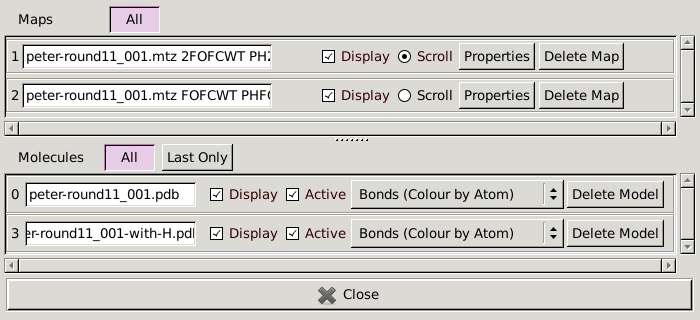 Maps All
1 peter-round11_001.mtz 2FOFCWT PH2 Display Scroll Properties Delete Map
2 peter-round11_001.mtz FOFCWT PHFO Display Scroll Properties Delete Map
Molecules All Last Only
0 peter-round11_001.pdb Display Active Bonds (Colour by Atom) Delete Model
3 er-round11_001-with-H.pdb Display Active Bonds (Colour by Atom) Delete Model
Close